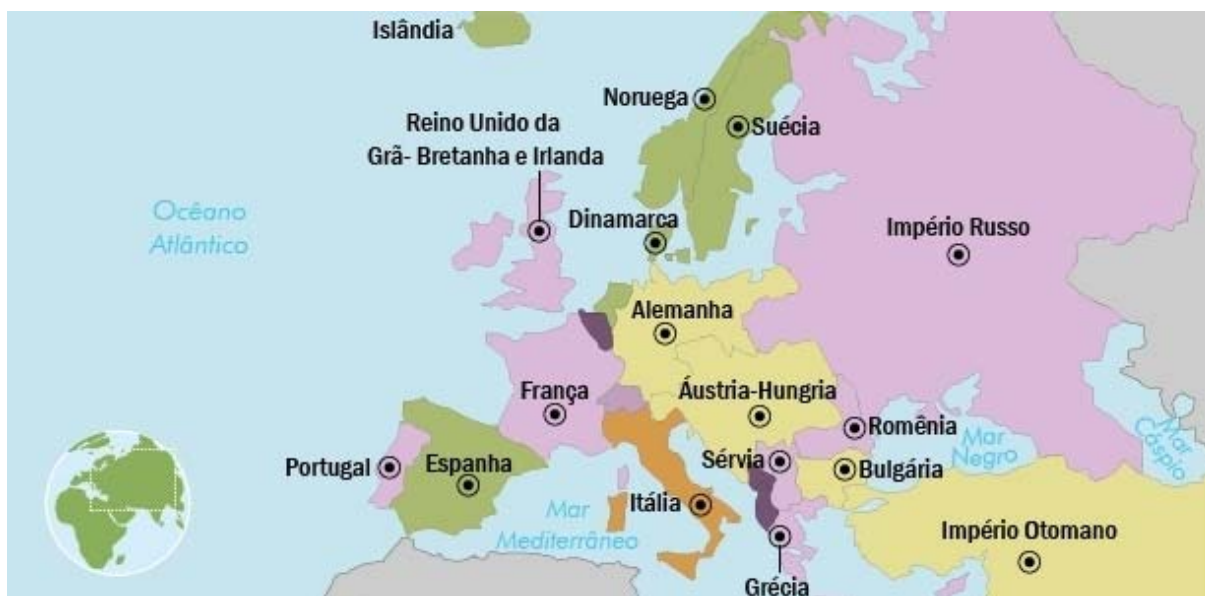 Islândia
Noruega
Suécia
Reino Unido da
Grã- Bretanha e Irlanda
Ocêano
Atlântico
Dinamarca
Império Russo
Alemanha
França
Áustria-Hungria
Romênia
Mar
Negro
Mar
Cáspio
Portugal
Espanha
Sérvia
Bulgária
Itália
Mar
Mediterrâneo
Império Otomano
Grécia